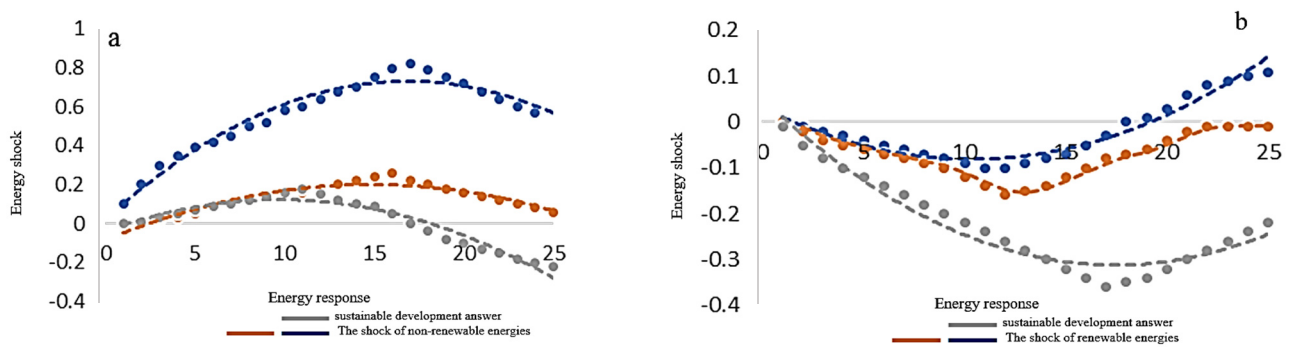 a
1
0.8
0.6
0.4
0.2
0
-0.2
-0.4
0 5 10 15 20 25
Energy shock
Energy response
sustainable development answer
The shock of non-renewable energies
b
0.2
0.1
0
-0.1
-0.2
-0.3
-0.4
0 5 10 15 20 25
Energy shock
Energy response
sustainable development answer
The shock of renewable energies